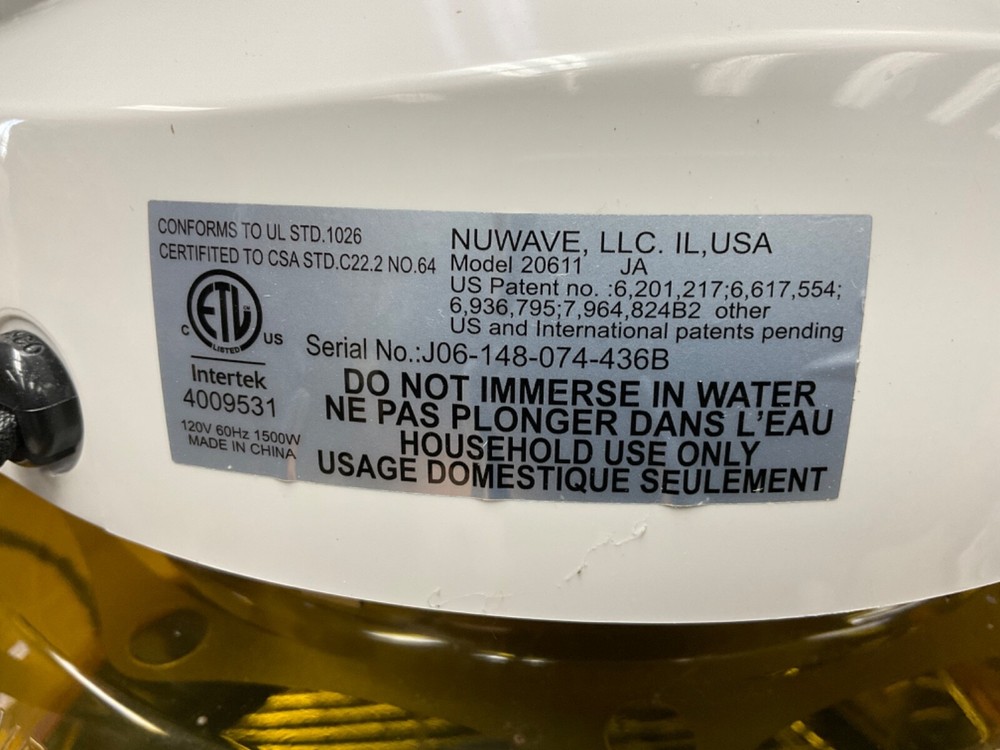 CONFORMS TO UL STD.1026
CERTIFITED TO CSA STD.C22.2 NO.64
ETL
LISTED
C
US
Intertek
4009531
120V 60Hz 1500W
MADE IN CHINA
NUWAVE, LLC. IL,USA
Model 20611 JA
US Patent no. :6,201,217;6,617,554;
6,936,795;7,964,824B2 other
US and International patents pending
Serial No.:J06-148-074-436B
DO NOT IMMERSE IN WATER
NE PAS PLONGER DANS L'EAU
HOUSEHOLD USE ONLY
USAGE DOMESTIQUE SEULEMENT